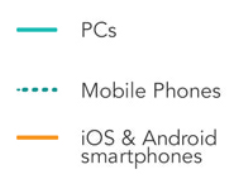 PCs
Mobile Phones
iOS & Android
smartphones